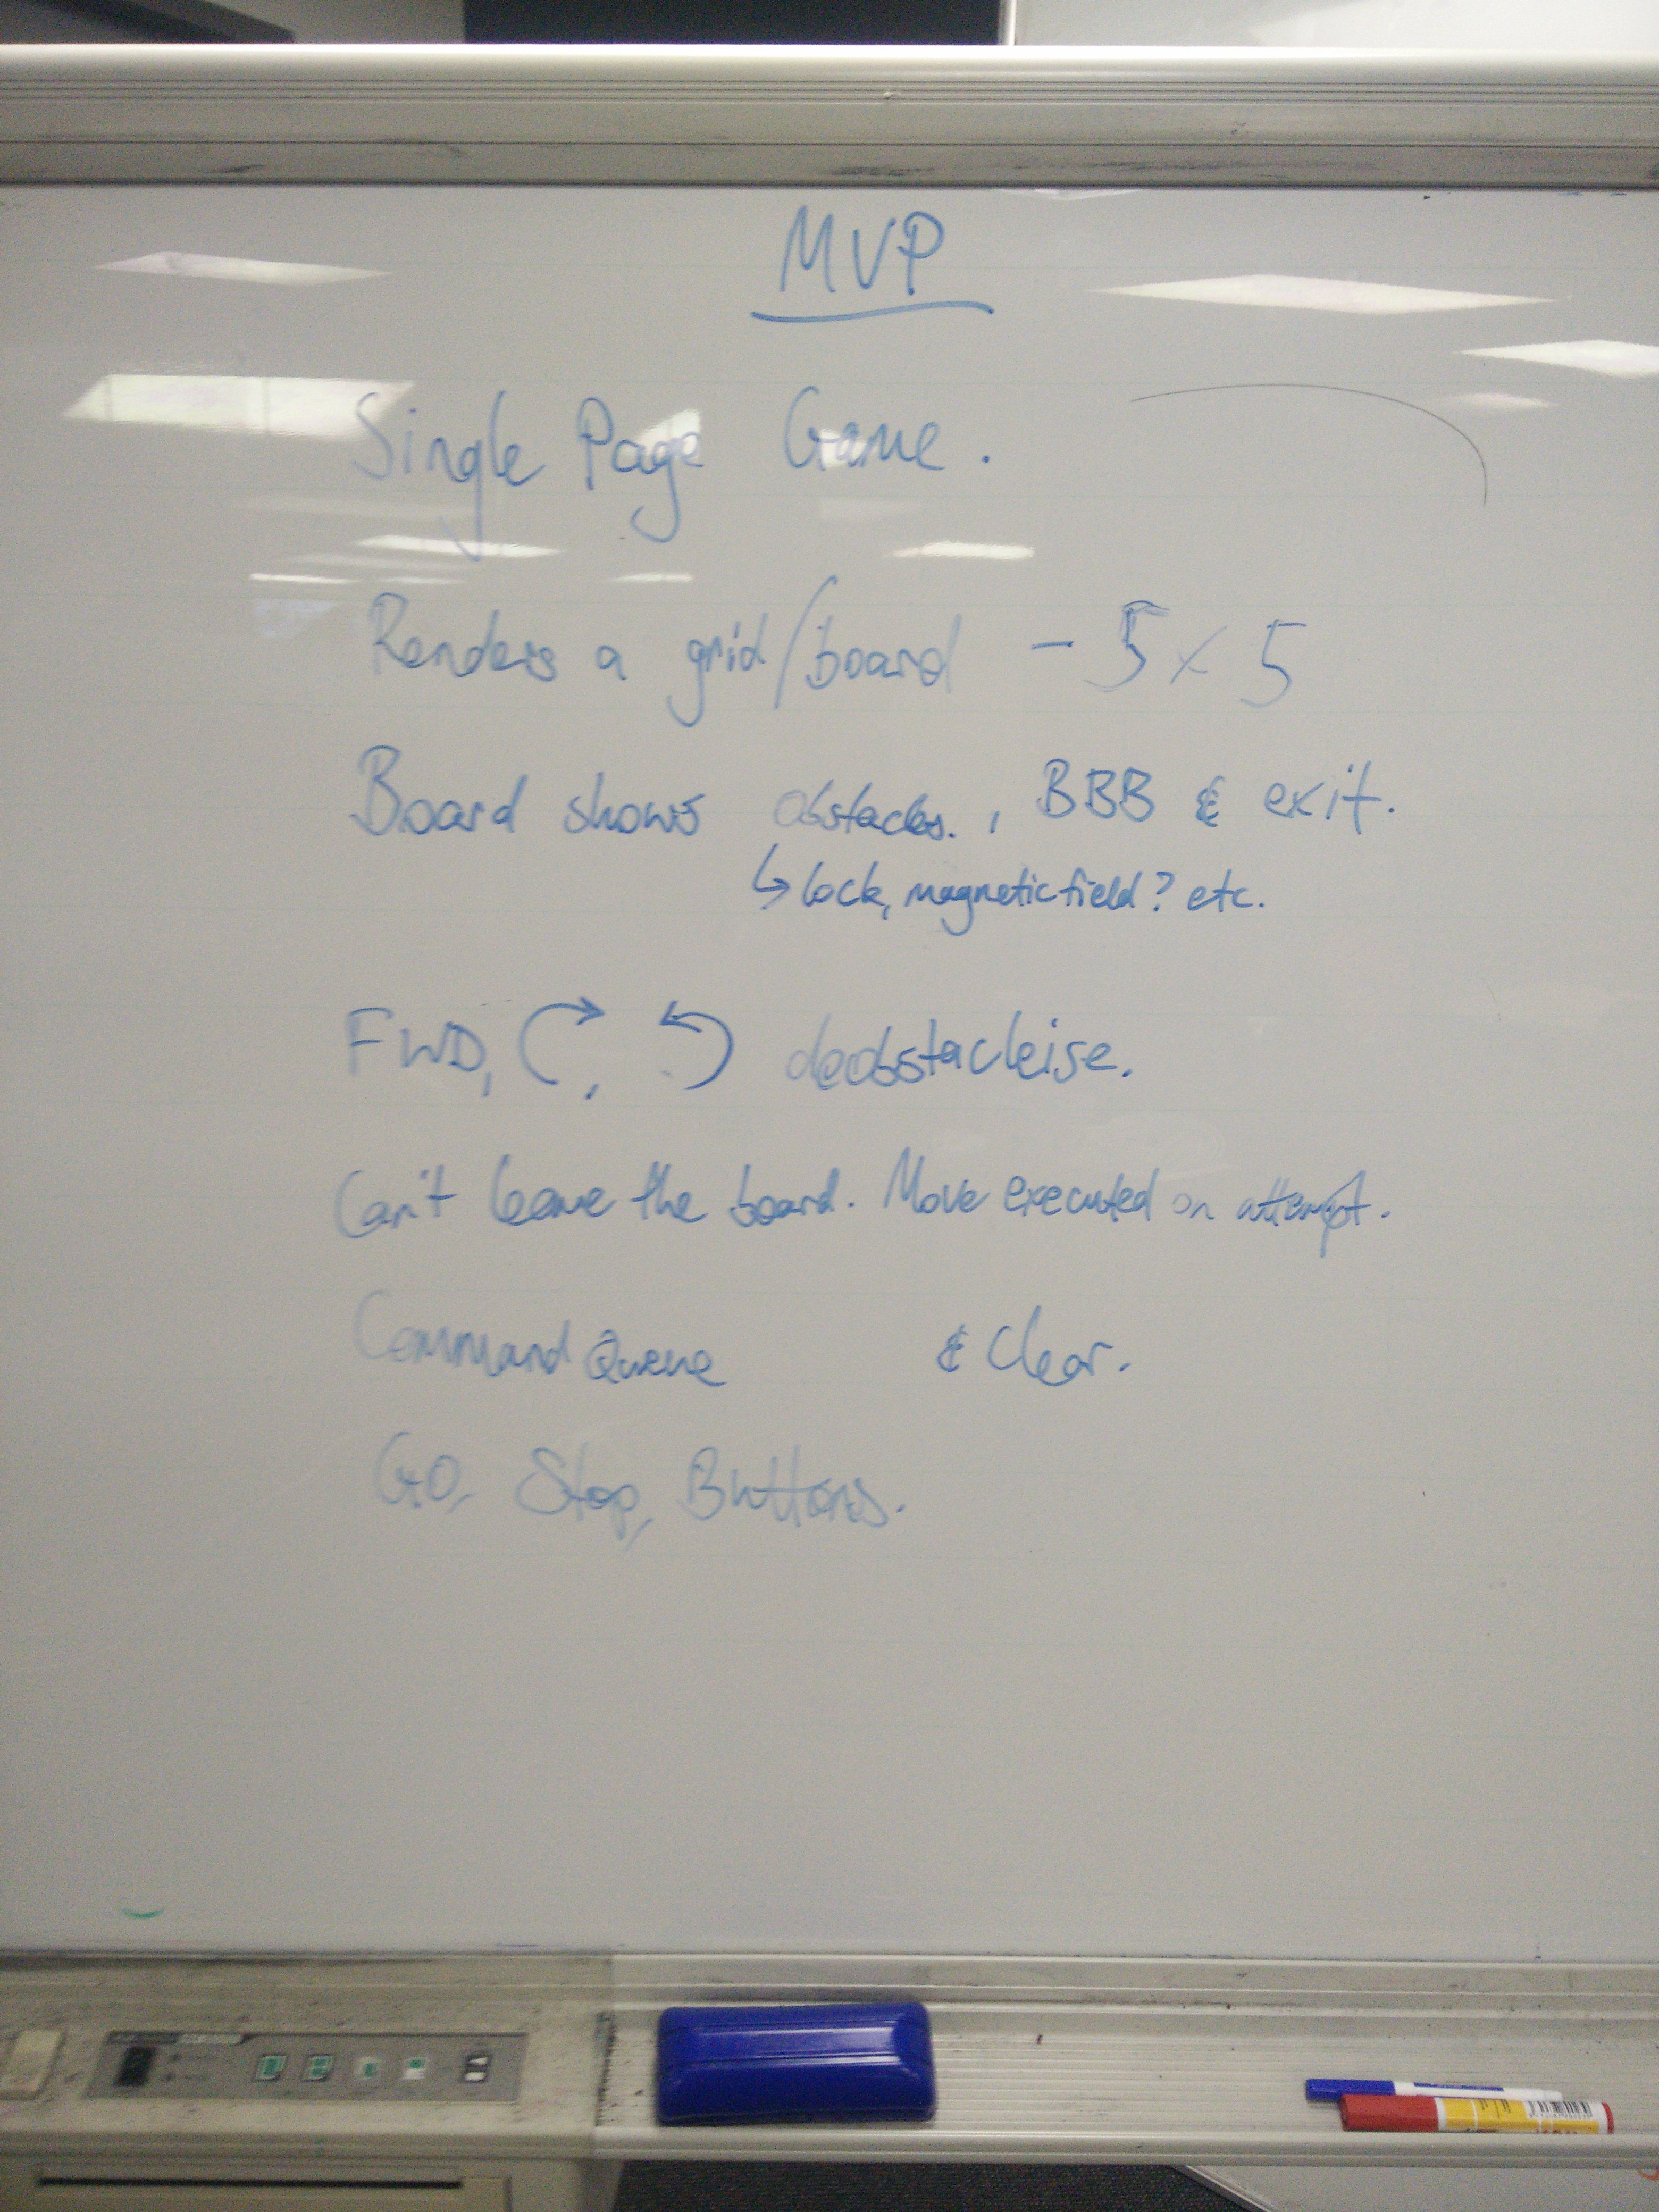 MVP
Single Page Game.
Renders a grid/board - 5 x 5
Board shows obstacles. , BBB & exit.
↳ lock, magnetic field? etc.
FWD, ↷, ↶ deobstacleise.
Can't leave the board. Move executed on attempt.
Command Queue & Clear.
GO, Stop, Buttons.